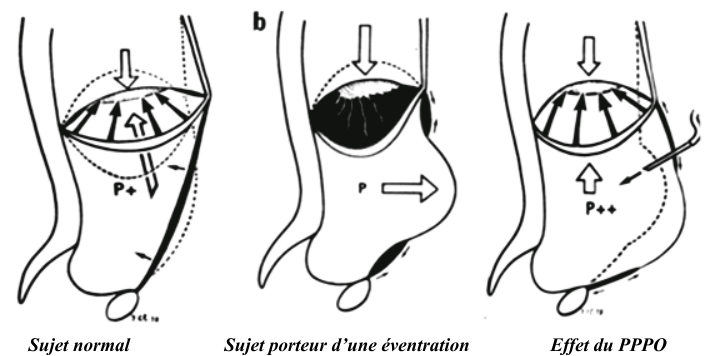 b
P+
P
P++
Sujet normal
Sujet porteur d'une éventration
Effet du PPPO